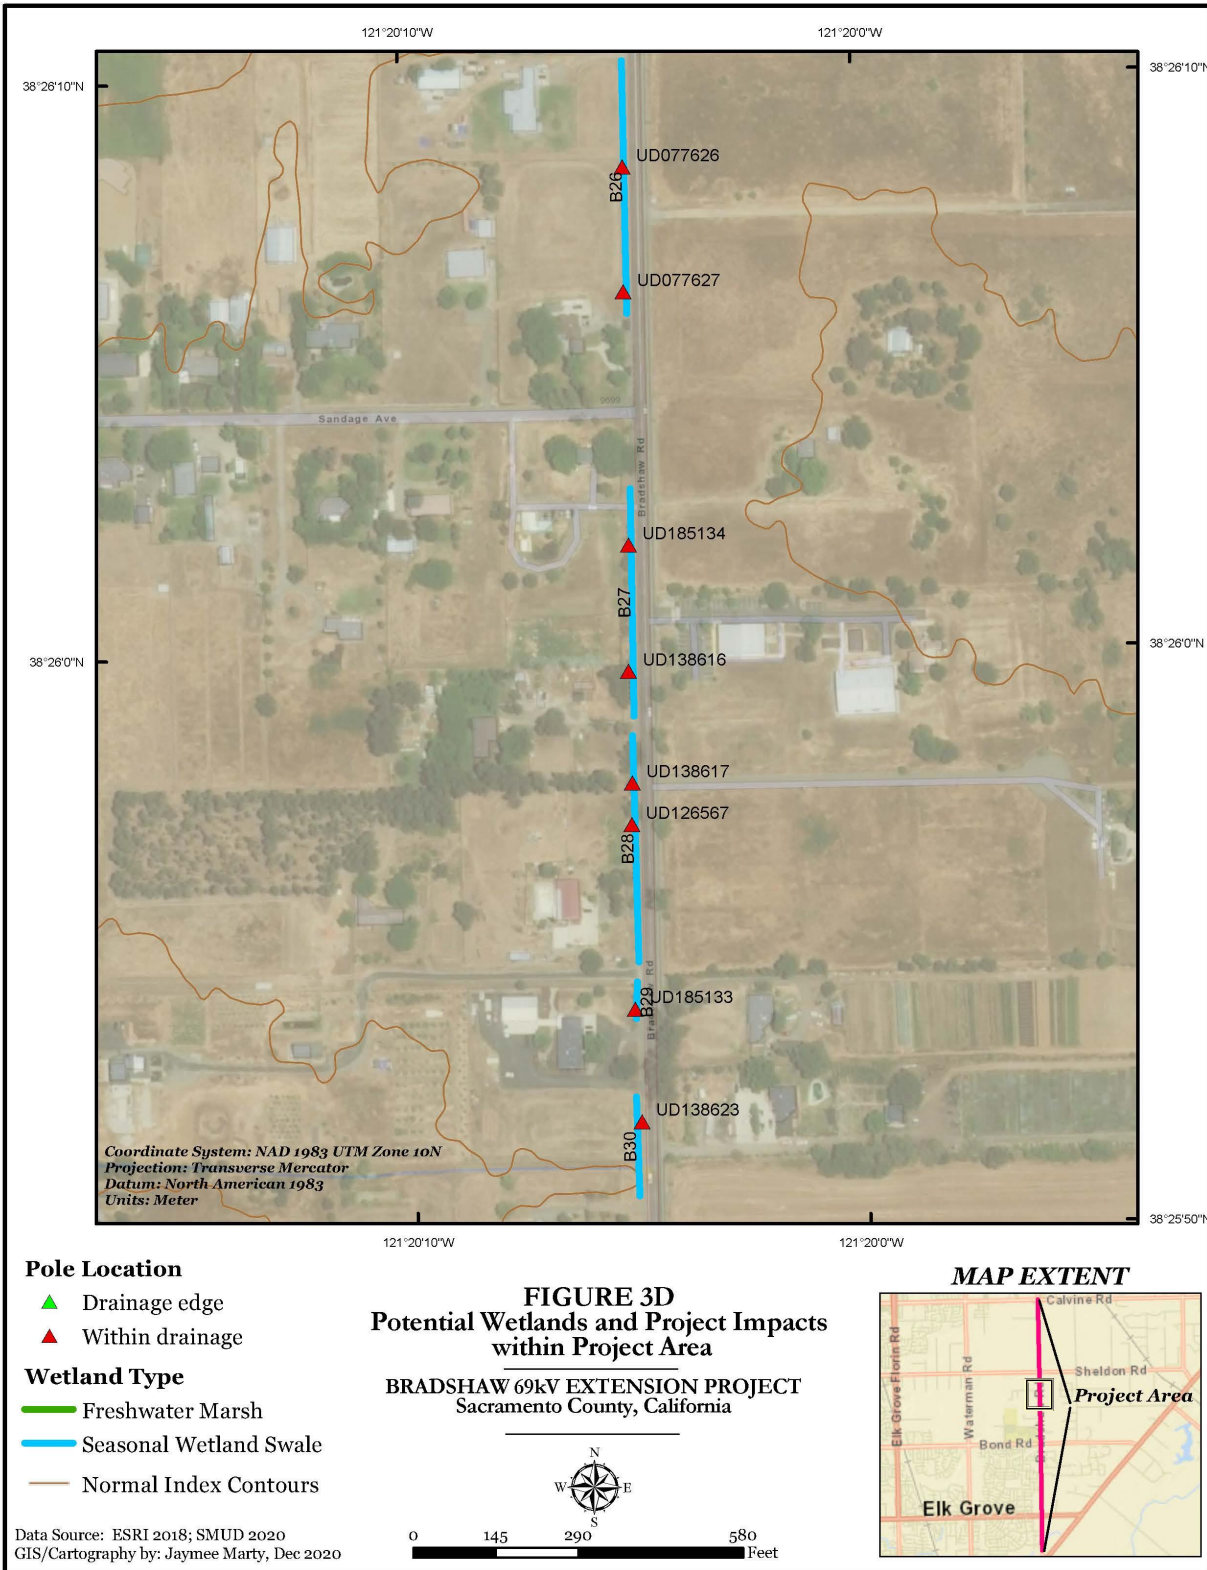 121°20'10"W
121°20'0"W
38°26'10"N
38°26'10"N
UD077626
B26
UD077627
9699
Sandage Ave
Bradshaw Rd
UD185134
B27
38°26'0"N
38°26'0"N
UD138616
UD138617
UD126567
B28
UD185133
B29
Bradshaw Rd
UD138623
B30
Coordinate System: NAD 1983 UTM Zone 10N
Projection: Transverse Mercator
Datum: North American 1983
Units: Meter
38°25'50"N
121°20'10"W
121°20'0"W
Pole Location
Drainage edge
Within drainage
Wetland Type
Freshwater Marsh
Seasonal Wetland Swale
Normal Index Contours
Data Source: ESRI 2018; SMUD 2020
GIS/Cartography by: Jaymee Marty, Dec 2020
FIGURE 3D
Potential Wetlands and Project Impacts
within Project Area
BRADSHAW 69kV EXTENSION PROJECT
Sacramento County, California
N
W E
S
0 145 290 580
Feet
MAP EXTENT
Calvine Rd
Elk Grove Florin Rd
Waterman Rd
Sheldon Rd
Project Area
Bond Rd
Elk Grove